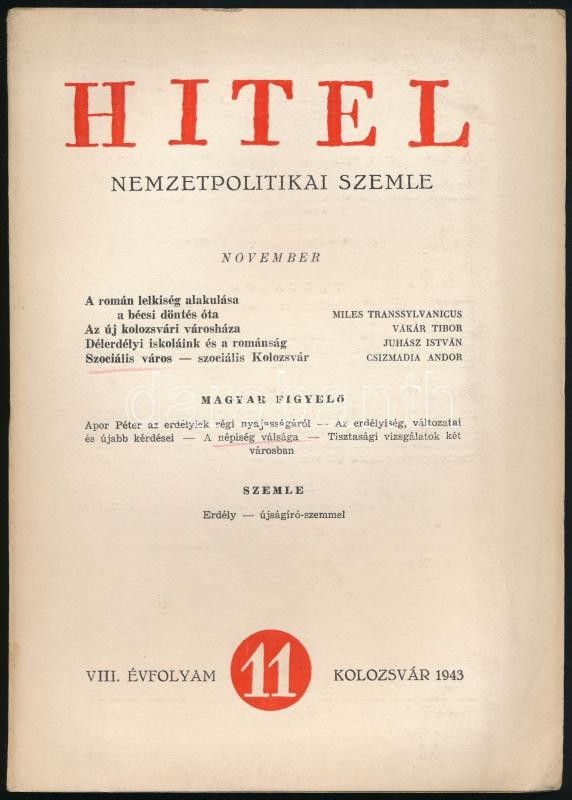 HITEL
NEMZETPOLITIKAI SZEMLE
NOVEMBER
A román lelkiség alakulása
a bécsi döntés óta MILES TRANSSYLVANICUS
Az új kolozsvári városháza VÁKÁR TIBOR
Délerdélyi iskoláink és a románság JUHÁSZ ISTVÁN
Szociális város — szociális Kolozsvár CSIZMADIA ANDOR
MAGYAR FIGYELŐ
Apor Péter az erdélyiek régi nyájasságáról — Az erdélyiség, változatai
és újabb kérdései — A népiség válsága — Tisztasági vizsgálatok két
városban
SZEMLE
Erdély — újságíró-szemmel
VIII. ÉVFOLYAM 11 KOLOZSVÁR 1943